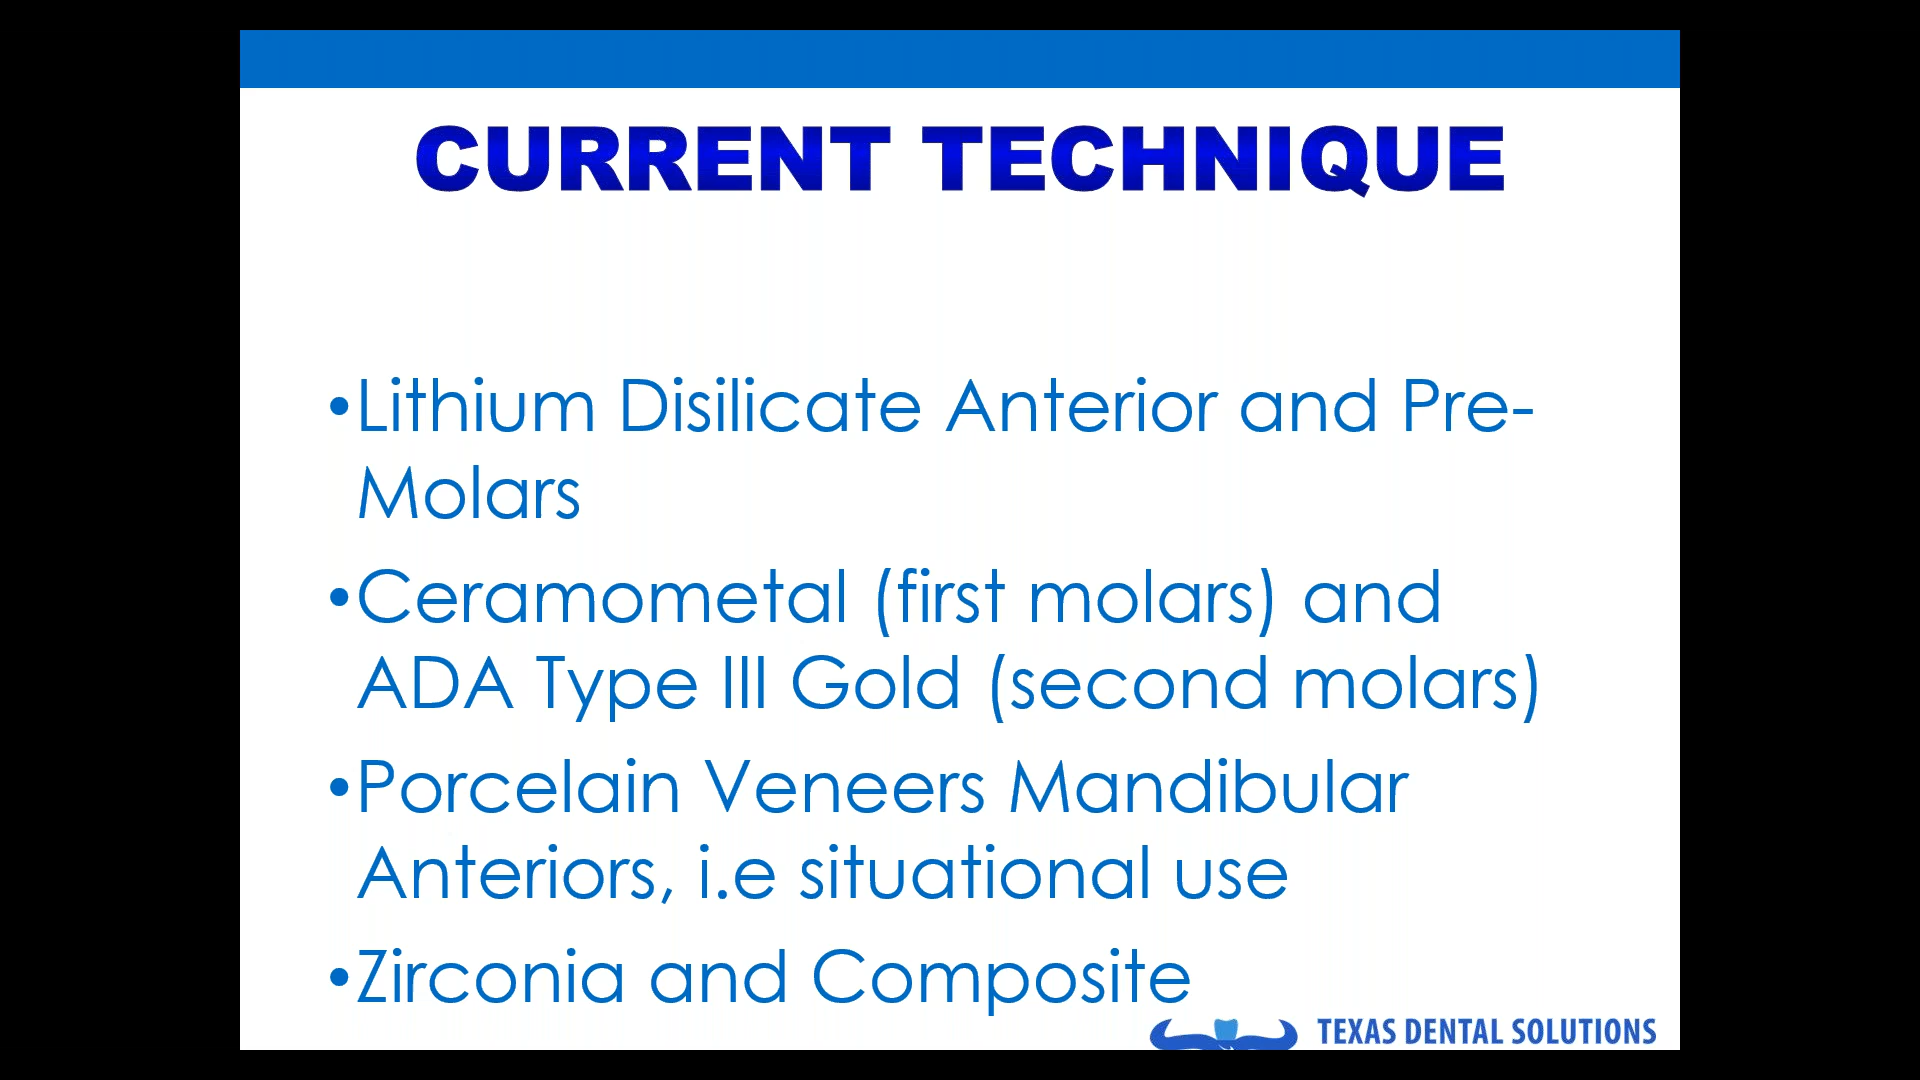 CURRENT TECHNIQUE
•Lithium Disilicate Anterior and Pre-
Molars
•Ceramometal (first molars) and
ADA Type III Gold (second molars)
•Porcelain Veneers Mandibular
Anteriors, i.e situational use
•Zirconia and Composite
TEXAS DENTAL SOLUTIONS